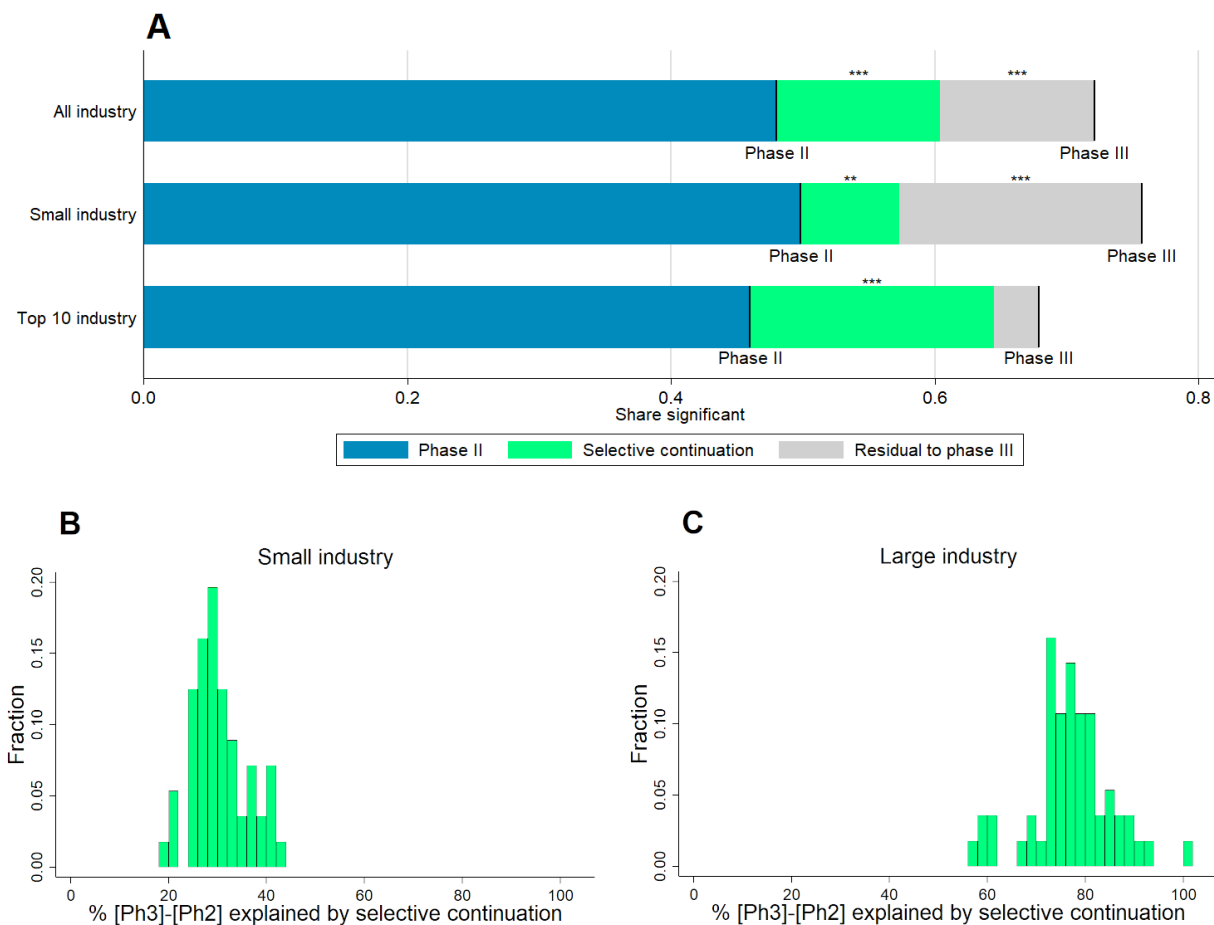 A
All industry
*** ***
Phase II Phase III
Small industry
** ***
Phase II Phase III
Top 10 industry
***
Phase II Phase III
0.0 0.2 0.4 0.6 0.8
Share significant
Phase II Selective continuation Residual to phase III
B
Small industry
Fraction
0.00 0.05 0.10 0.15 0.20
0 20 40 60 80 100
% [Ph3]-[Ph2] explained by selective continuation
C
Large industry
Fraction
0.00 0.05 0.10 0.15 0.20
0 20 40 60 80 100
% [Ph3]-[Ph2] explained by selective continuation